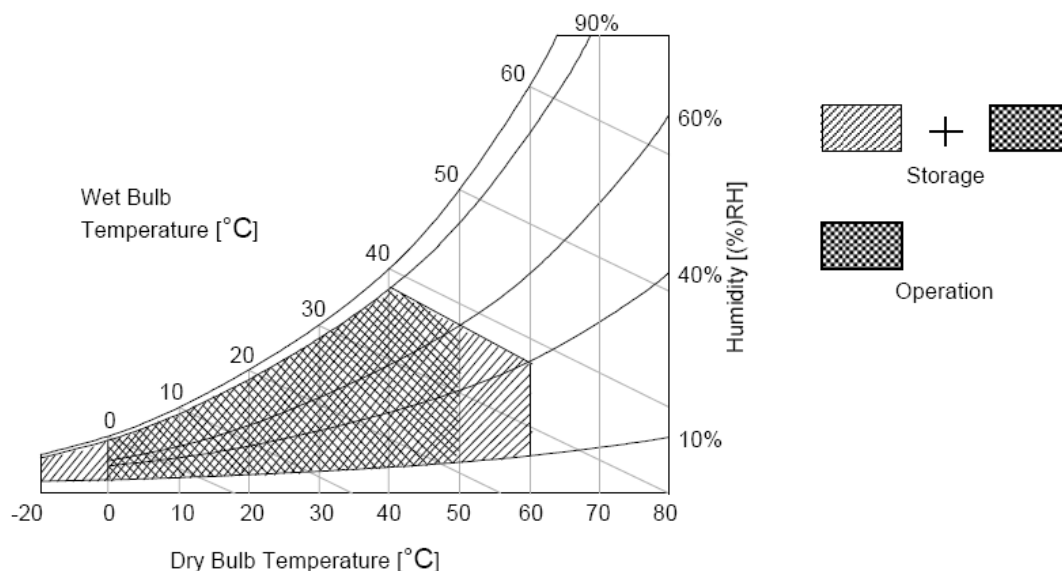 90%
60
60%
50
Storage
Wet Bulb
Temperature [°C]
40
Humidity [(%)RH]
40%
Operation
30
20
10
0
10%
-20 0 10 20 30 40 50 60 70 80
Dry Bulb Temperature [°C]